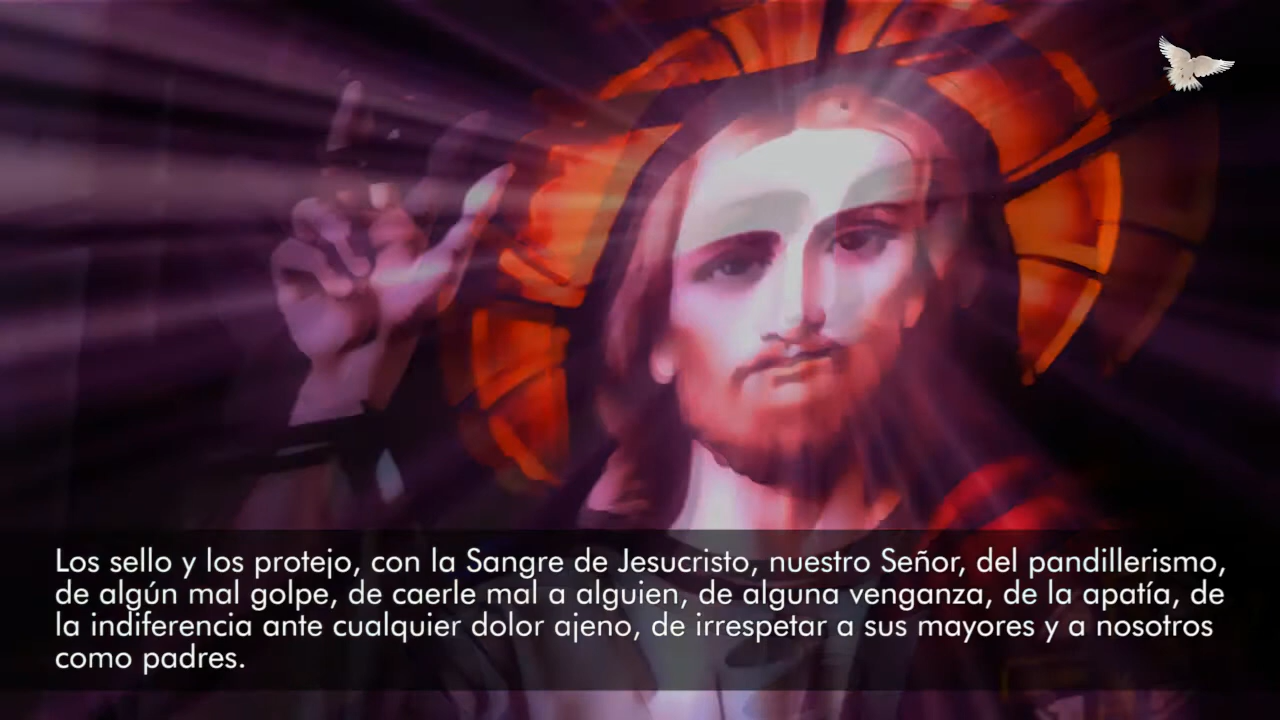 Los sello y los protejo, con la Sangre de Jesucristo, nuestro Señor, del pandillerismo,
de algún mal golpe, de caerle mal a alguien, de alguna venganza, de la apatía, de
la indiferencia ante cualquier dolor ajeno, de irrespetar a sus mayores y a nosotros
como padres.